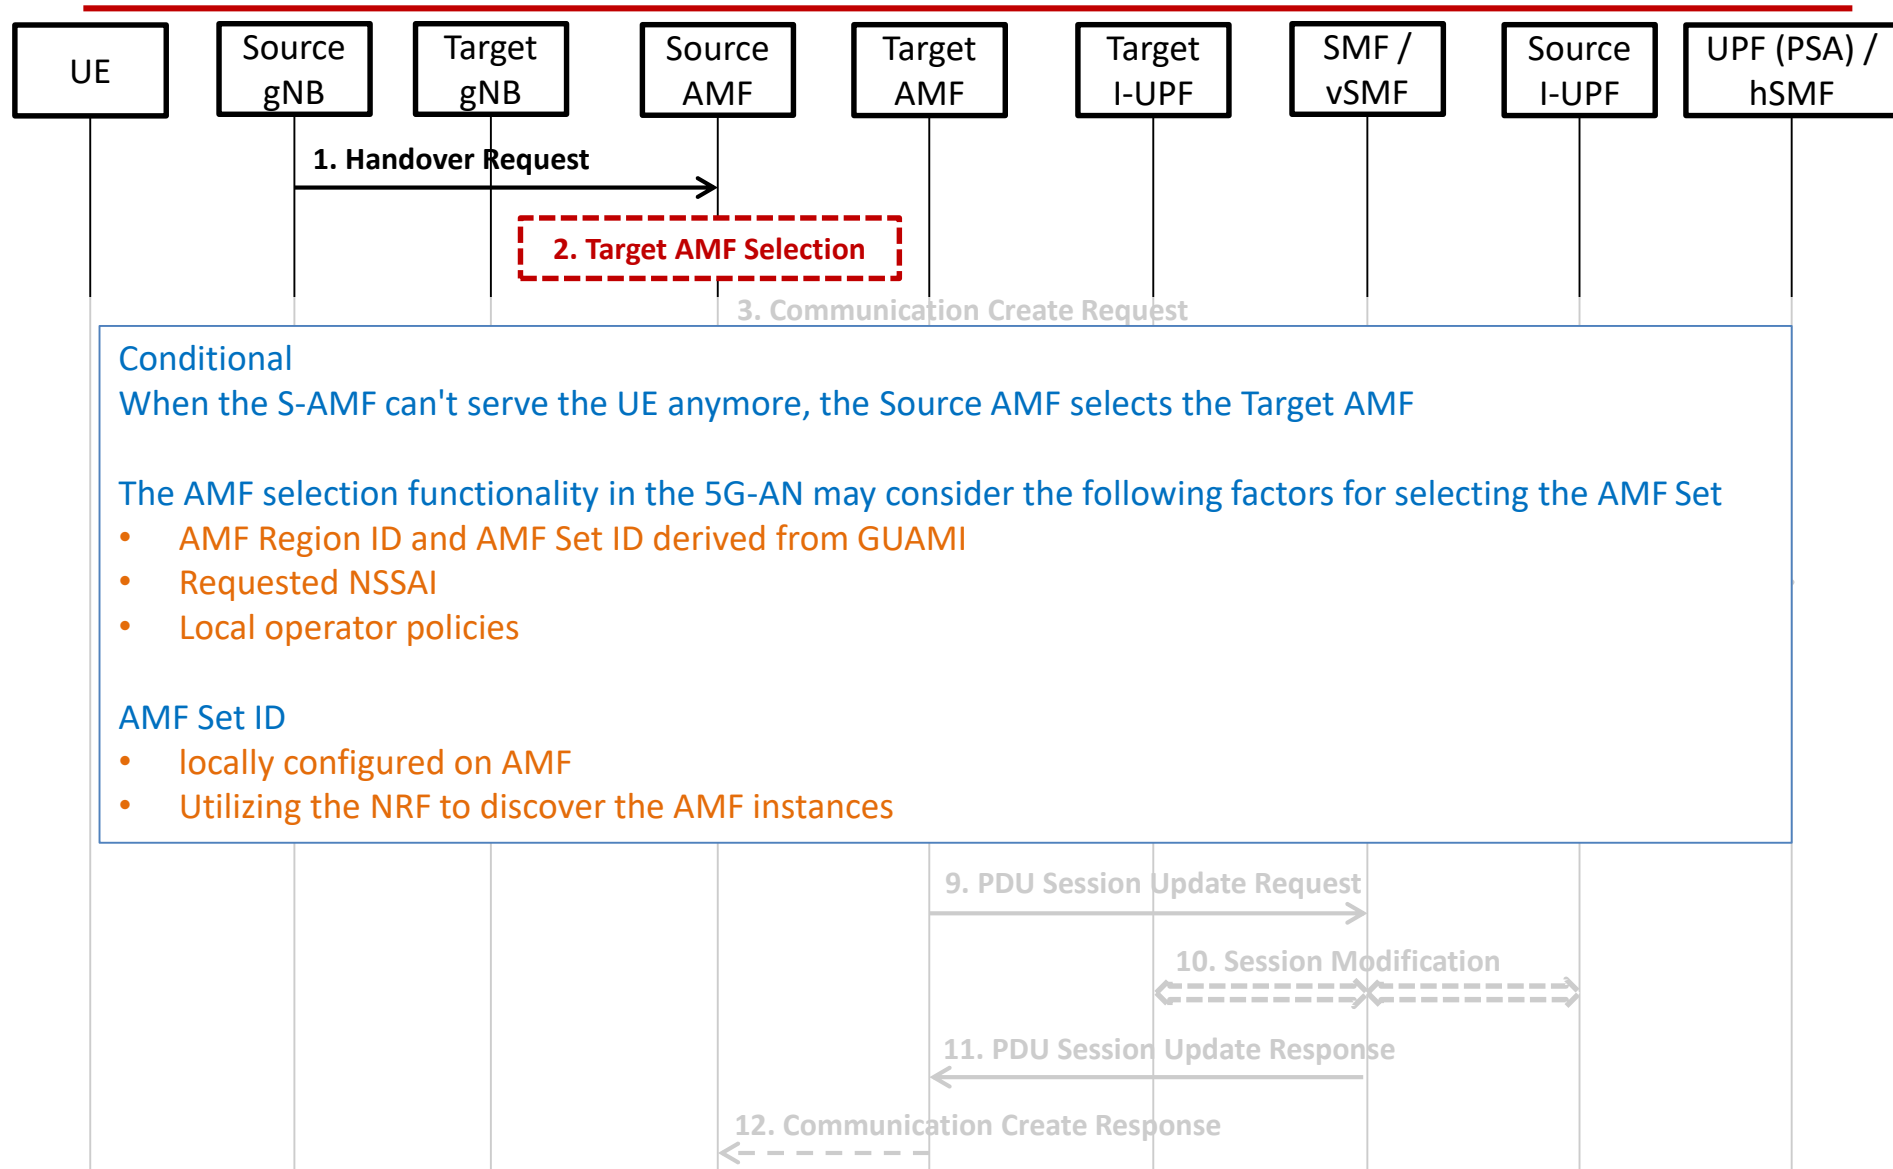 UE
Source
gNB
Target
gNB
Source
AMF
Target
AMF
Target
I-UPF
SMF /
vSMF
Source
I-UPF
UPF (PSA) /
hSMF
1. Handover Request
2. Target AMF Selection
3. Communication Create Request
Conditional
When the S-AMF can't serve the UE anymore, the Source AMF selects the Target AMF
The AMF selection functionality in the 5G-AN may consider the following factors for selecting the AMF Set
• AMF Region ID and AMF Set ID derived from GUAMI
• Requested NSSAI
• Local operator policies
AMF Set ID
• locally configured on AMF
• Utilizing the NRF to discover the AMF instances
9. PDU Session Update Request
10. Session Modification
11. PDU Session Update Response
12. Communication Create Response